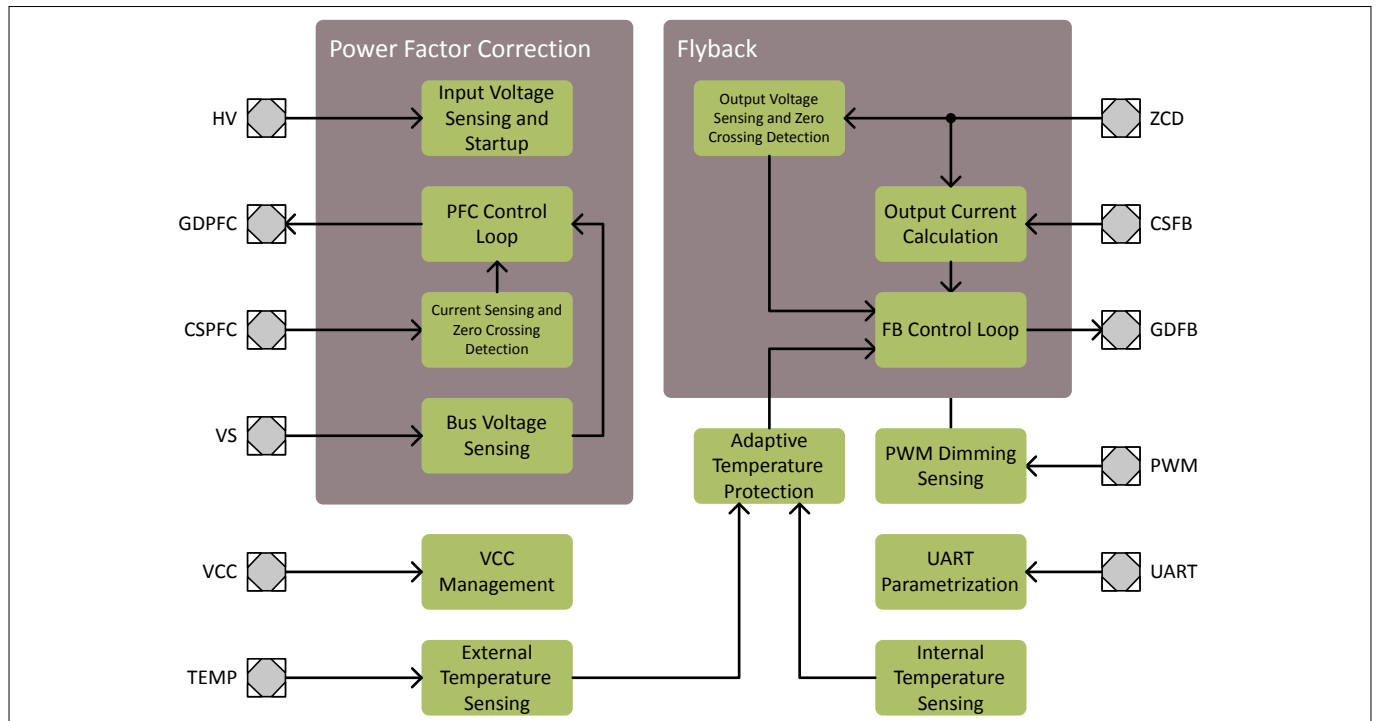 Power Factor Correction
Flyback
HV
Input Voltage
Sensing and
Startup
Output Voltage
Sensing and Zero
Crossing Detection
ZCD
GDPFC
PFC Control
Loop
Output Current
Calculation
CSFB
CSPFC
Current Sensing and
Zero Crossing
Detection
FB Control Loop
GDFB
VS
Bus Voltage
Sensing
Adaptive
Temperature
Protection
PWM Dimming
Sensing
PWM
VCC
VCC
Management
UART
Parametrization
UART
TEMP
External
Temperature
Sensing
Internal
Temperature
Sensing